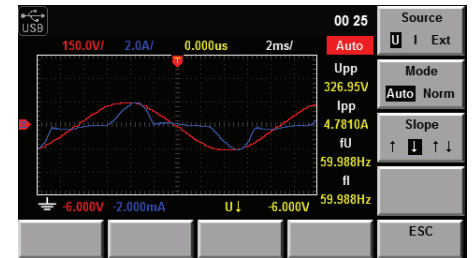 USB
00 25
150.0V/ 2.0A/ 0.000us 2ms/ Auto
T
Upp
326.95V
Ipp
4.7810A
fU
59.988Hz
fI
59.988Hz
-6.000V -2.000mA U↓ -6.000V
Source
U I Ext
Mode
Auto Norm
Slope
↑ ↓ ↑↓
ESC